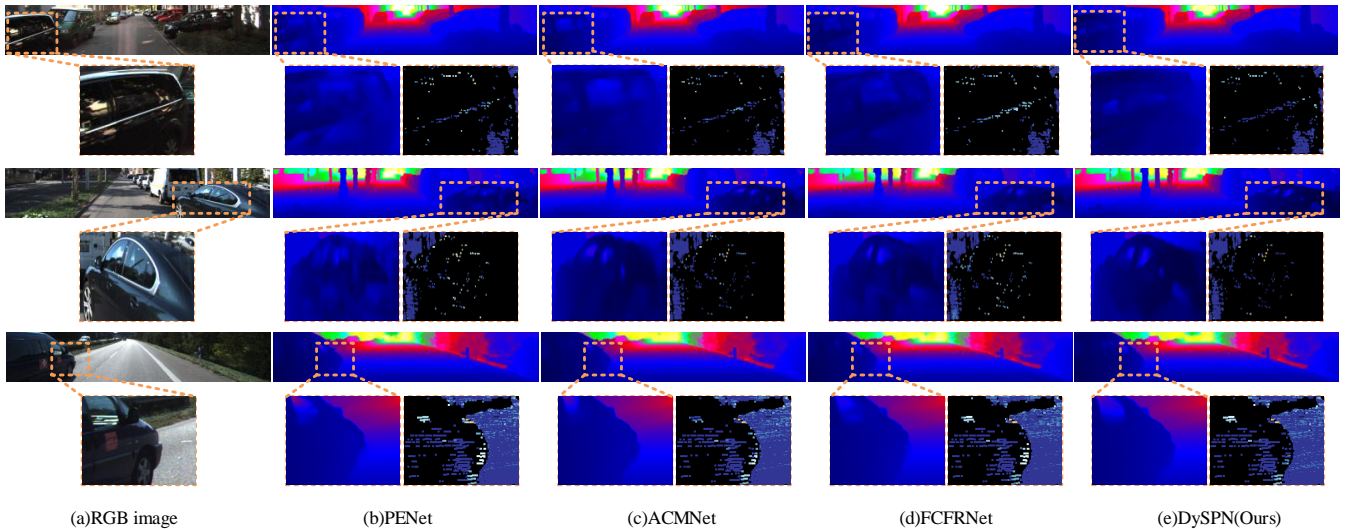 (a)RGB image
(b)PENet
(c)ACMNet
(d)FCFRNet
(e)DySPN(Ours)